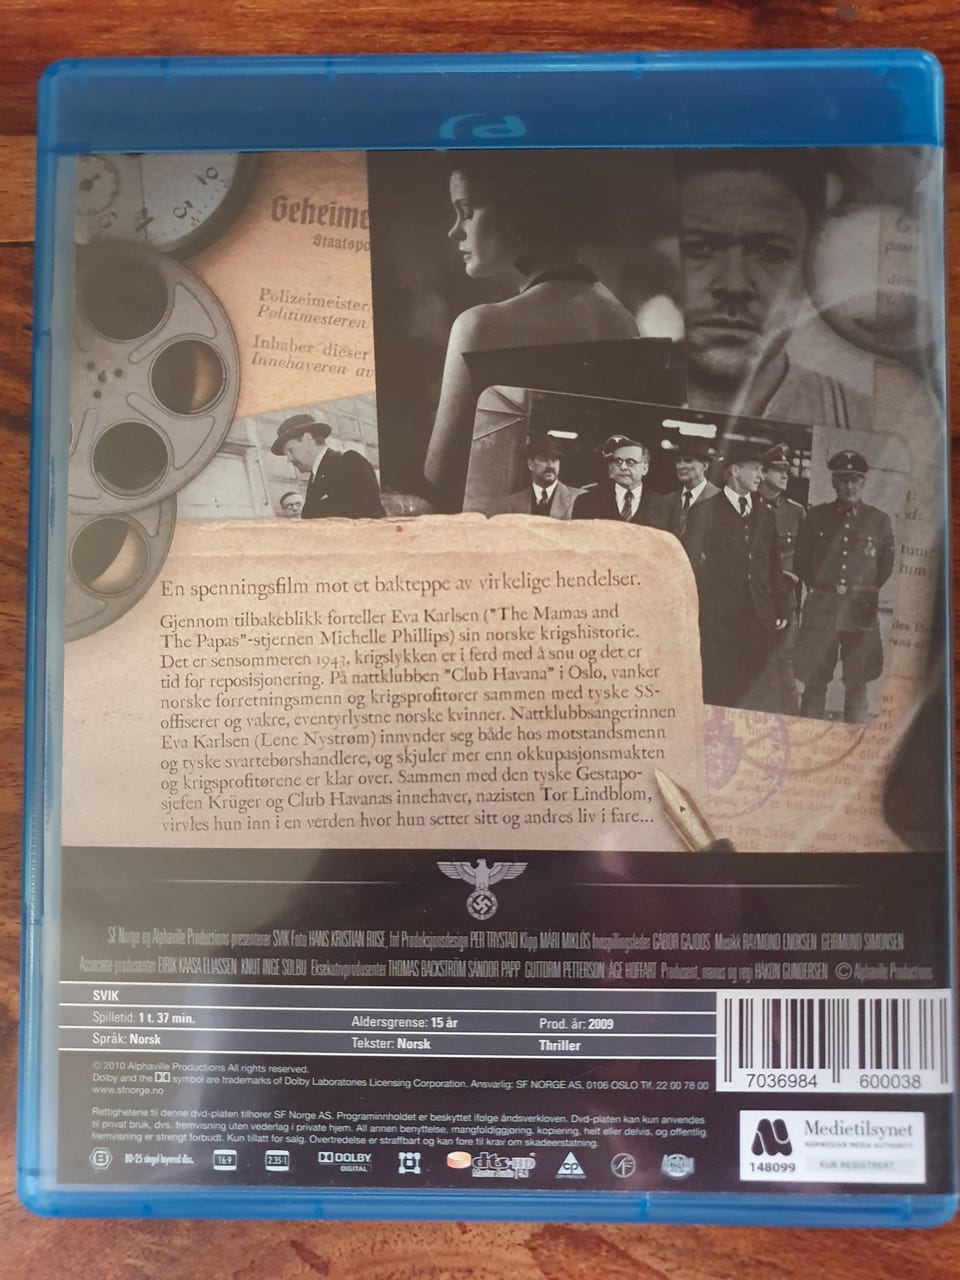 Geheime
Staatspo
Polizeimeister
Politimesteren
Inhaber dieser
Innehaveren av
En spenningsfilm mot et bakteppe av virkelige hendelser.
Gjennom tilbakeblikk forteller Eva Karlsen ("The Mamas and
The Papas"-stjernen Michelle Phillips) sin norske krigshistorie.
Det er sensommeren 1943, krigslykken er i ferd med å snu og det er
tid for reposisjonering. På nattklubben "Club Havana" i Oslo, vanker
norske forretningsmenn og krigsprofitører sammen med tyske SS-
offiserer og vakre, eventyrlystne norske kvinner. Nattklubbsangerinnen
Eva Karlsen (Lene Nystrøm) innynder seg både hos motstandsmenn
og tyske svartebørshandlere, og skjuler mer enn okkupasjonsmakten
og krigsprofitørene er klar over. Sammen med den tyske Gestapo-
sjefen Krüger og Club Havanas innehaver, nazisten Tor Lindblom,
virvles hun inn i en verden hvor hun setter sitt og andres liv i fare...
SF Norge og Alphaville Productions presenterer SVIK Foto HANS KRISTIAN RIISE, fnf Produksjonsdesign PER TRYSTAD Klipp MÁRI MIKLÓS Innspillingsleder GÁBOR GAJDOS Musikk RAYMOND ENOKSEN GEIRMUND SIMONSEN
Associate-produsenter EIRIK KAASA ELIASSEN KNUT INGE SOLBU Eksekutivprodusenter THOMAS BACKSTRÖM SÁNDOR PAPP GUTTORM PETTERSON ÅGE HOFFART Produsent, manus og regi HÅKON GUNDERSEN © Alphaville Productions
SVIK
Spilletid: 1 t. 37 min. Aldersgrense: 15 år Prod. år: 2009
Språk: Norsk Tekster: Norsk Thriller
7036984 600038
© 2010 Alphaville Productions All rights reserved.
Dolby and the symbol are trademarks of Dolby Laboratories Licensing Corporation. Ansvarlig: SF NORGE AS, 0106 OSLO Tlf. 22 00 78 00
www.sfnorge.no
Rettighetene til denne dvd-platen tilhører SF Norge AS. Programinnholdet er beskyttet ifølge åndsverkloven. Dvd-platen kan kun anvendes
til privat bruk, dvs. fremvisning uten vederlag i private hjem. All annen benyttelse, mangfoldiggjøring, kopiering, helt eller delvis, og offentlig
fremvisning er strengt forbudt. Kun tillatt for salg. Overtredelse er straffbart og kan føre til krav om skadeerstatning.
B BD-25 singel layered disc. 16:9 2.35:1 DOLBY DIGITAL dts-HD Master Audio cp
Medietilsynet
NORWEGIAN MEDIA AUTHORITY
148099 KUN REGISTRERT